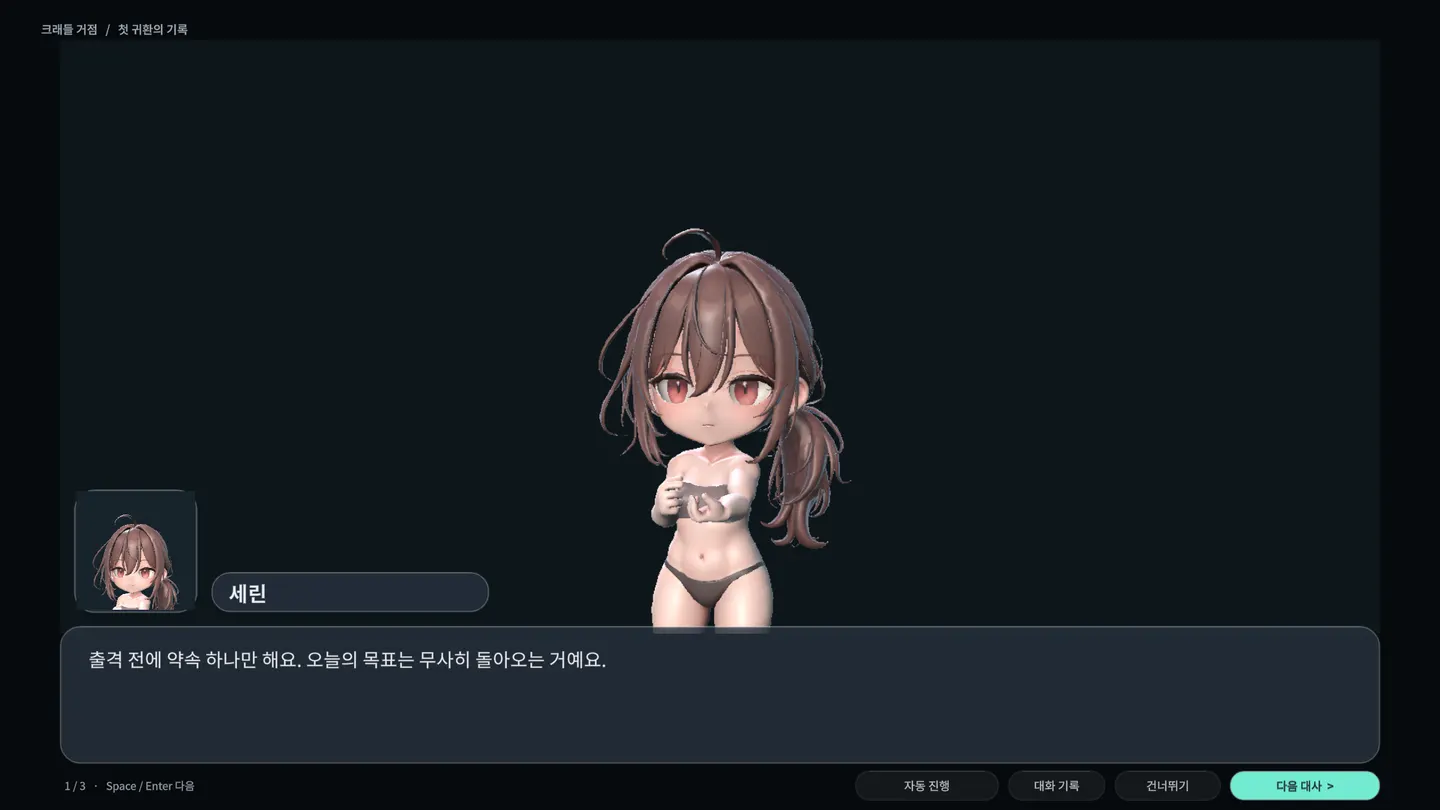 크래들 거점 / 첫 귀환의 기록
세린
출격 전에 약속 하나만 해요. 오늘의 목표는 무사히 돌아오는 거예요.
1 / 3 · Space / Enter 다음
자동 진행
대화 기록
건너뛰기
다음 대사 >